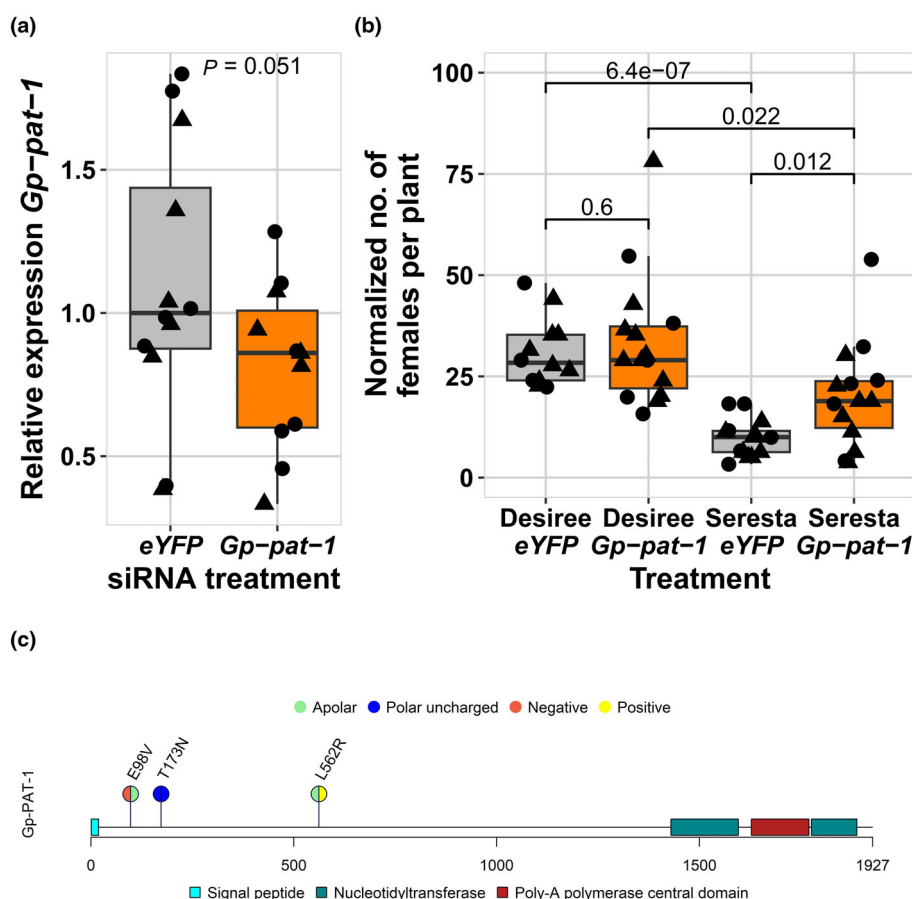 (a)
Relative expression Gp−pat−1
P = 0.051
1.5
1.0
0.5
eYFP Gp−pat−1
siRNA treatment
(b)
Normalized no. of
females per plant
100
75
50
25
0
6.4e−07
0.022
0.012
0.6
Desiree Desiree Seresta Seresta
eYFP Gp−pat−1 eYFP Gp−pat−1
Treatment
(c)
Apolar Polar uncharged Negative Positive
Gp-PAT-1
E98V
T173N
L562R
0 500 1000 1500 1927
Signal peptide Nucleotidyltransferase Poly-A polymerase central domain